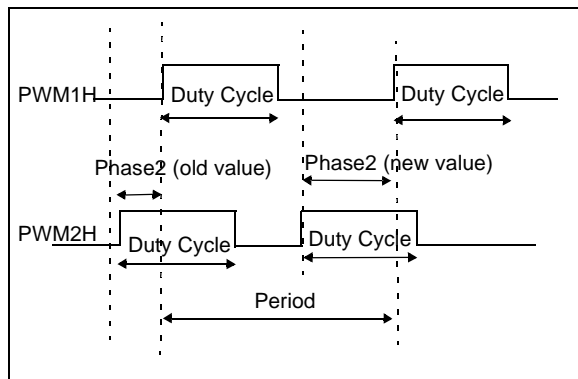 PWM1H
Duty Cycle
Duty Cycle
Phase2 (old value)
Phase2 (new value)
PWM2H
Duty Cycle
Duty Cycle
Period